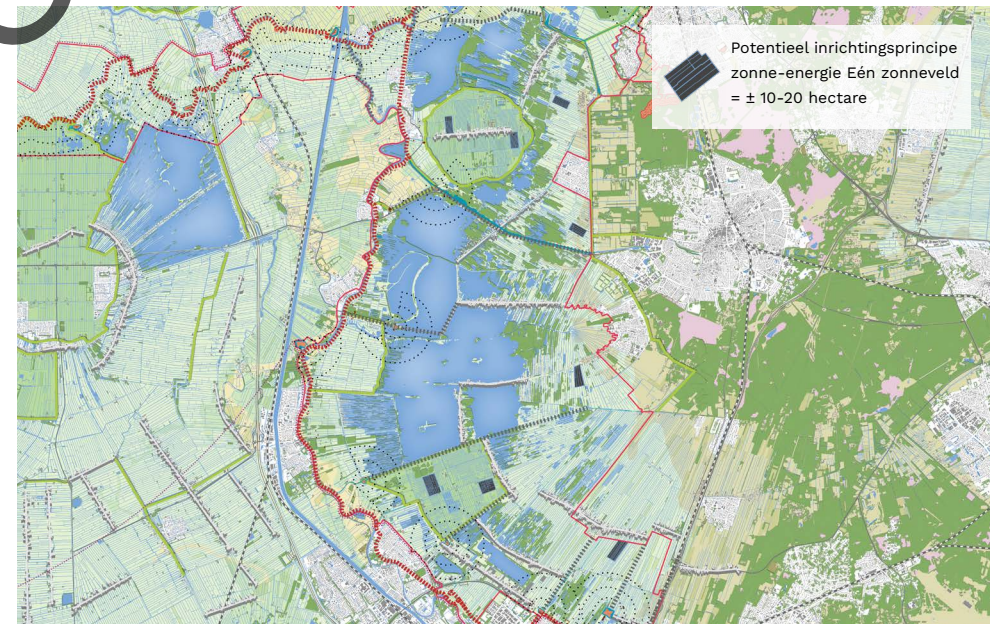 Potentieel inrichtingsprincipe
zonne-energie Eén zonneveld
= ± 10-20 hectare